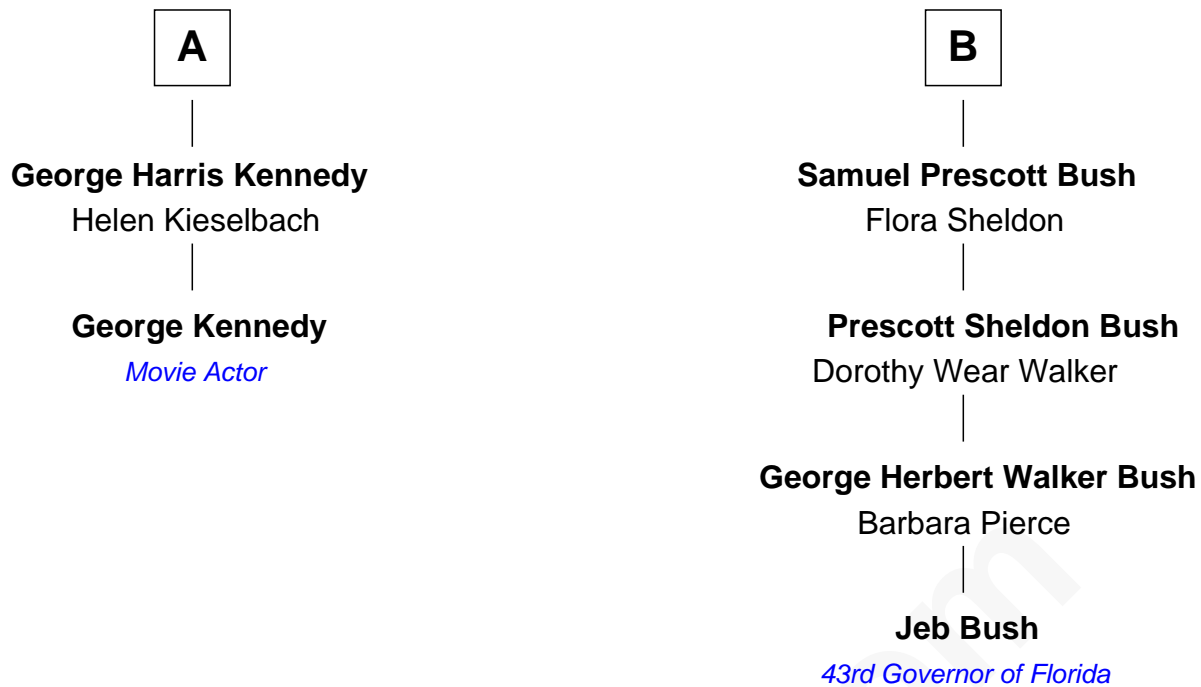 A
George Harris Kennedy
Helen Kieselbach
George Kennedy
Movie Actor
B
Samuel Prescott Bush
Flora Sheldon
Prescott Sheldon Bush
Dorothy Wear Walker
George Herbert Walker Bush
Barbara Pierce
Jeb Bush
43rd Governor of Florida